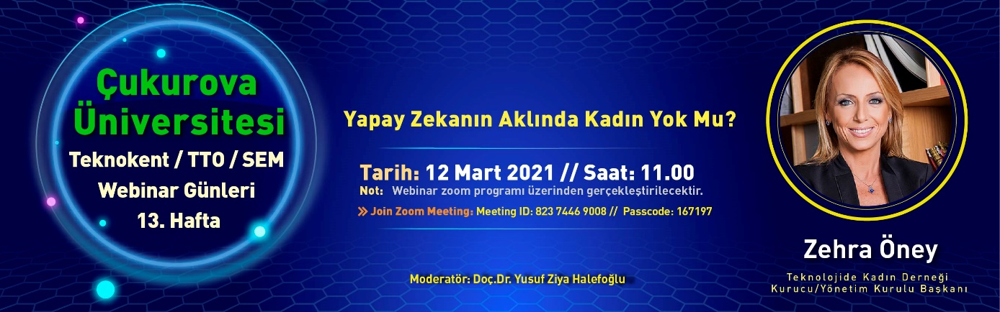 Çukurova
Üniversitesi
Teknokent / TTO / SEM
Webinar Günleri
13. Hafta
Yapay Zekanın Aklında Kadın Yok Mu?
Tarih: 12 Mart 2021 // Saat: 11.00
Not: Webinar zoom programı üzerinden gerçekleştirilecektir.
Join Zoom Meeting: Meeting ID: 823 7446 9008 // Passcode: 167197
Moderatör: Doç.Dr. Yusuf Ziya Halefoğlu
Zehra Öney
Teknolojide Kadın Derneği
Kurucu/Yönetim Kurulu Başkanı